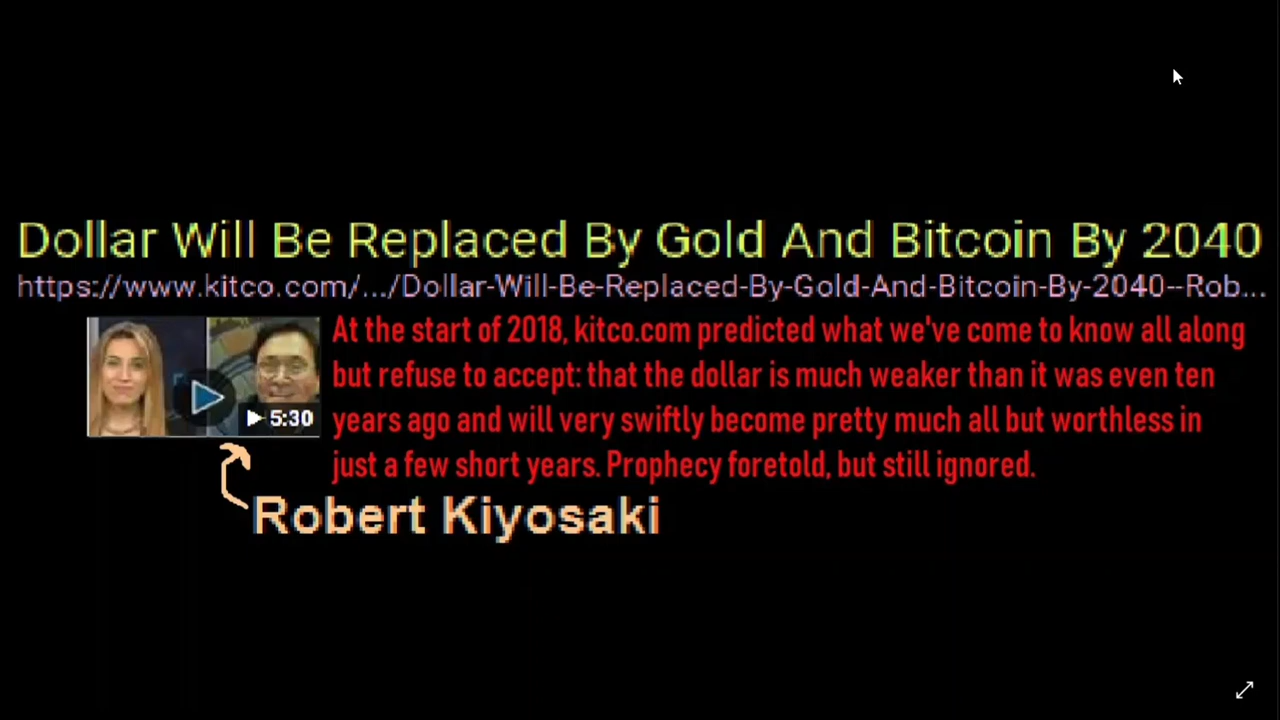 Dollar Will Be Replaced By Gold And Bitcoin By 2040
https://www.kitco.com/.../Dollar-Will-Be-Replaced-By-Gold-And-Bitcoin-By-2040--Rob...
At the start of 2018, kitco.com predicted what we've come to know all along
but refuse to accept: that the dollar is much weaker than it was even ten
years ago and will very swiftly become pretty much all but worthless in
just a few short years. Prophecy foretold, but still ignored.
5:30
Robert Kiyosaki